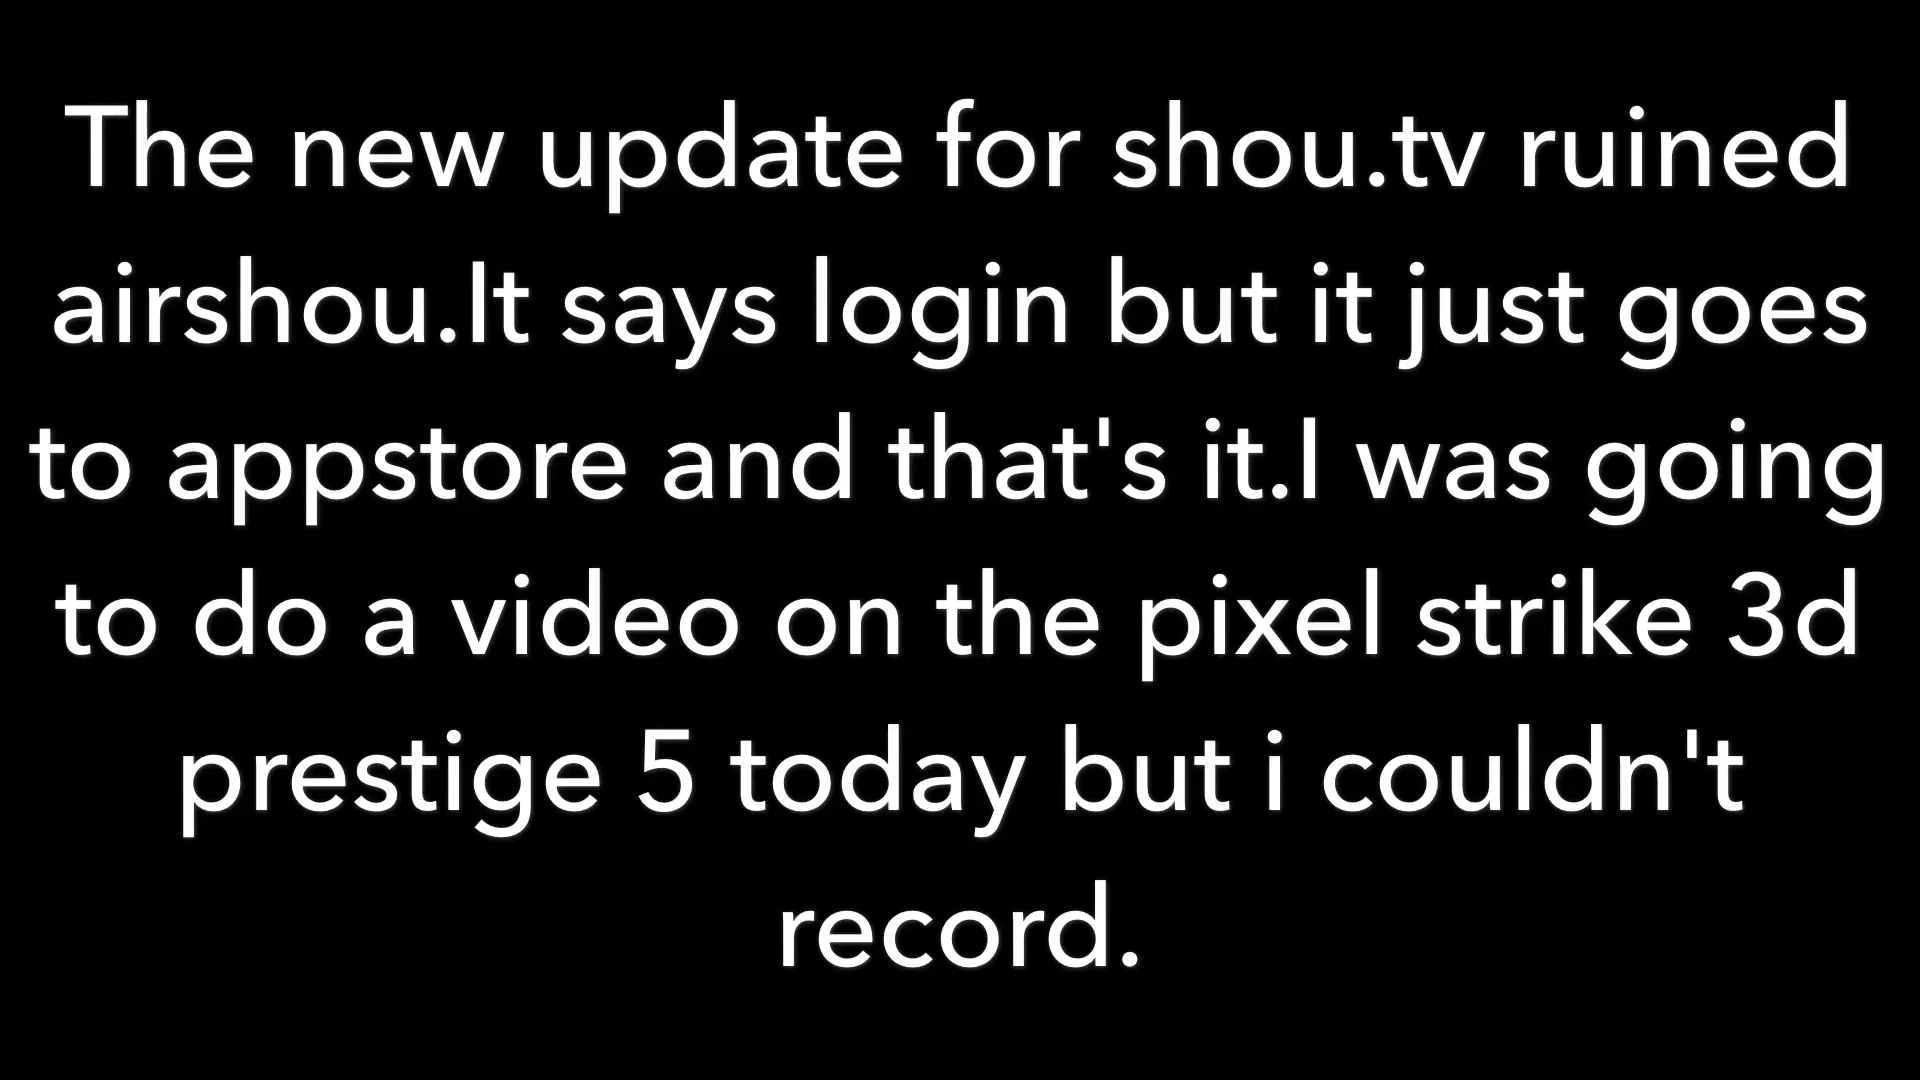 The new update for shou.tv ruined
airshou.It says login but it just goes
to appstore and that's it.I was going
to do a video on the pixel strike 3d
prestige 5 today but i couldn't
record.